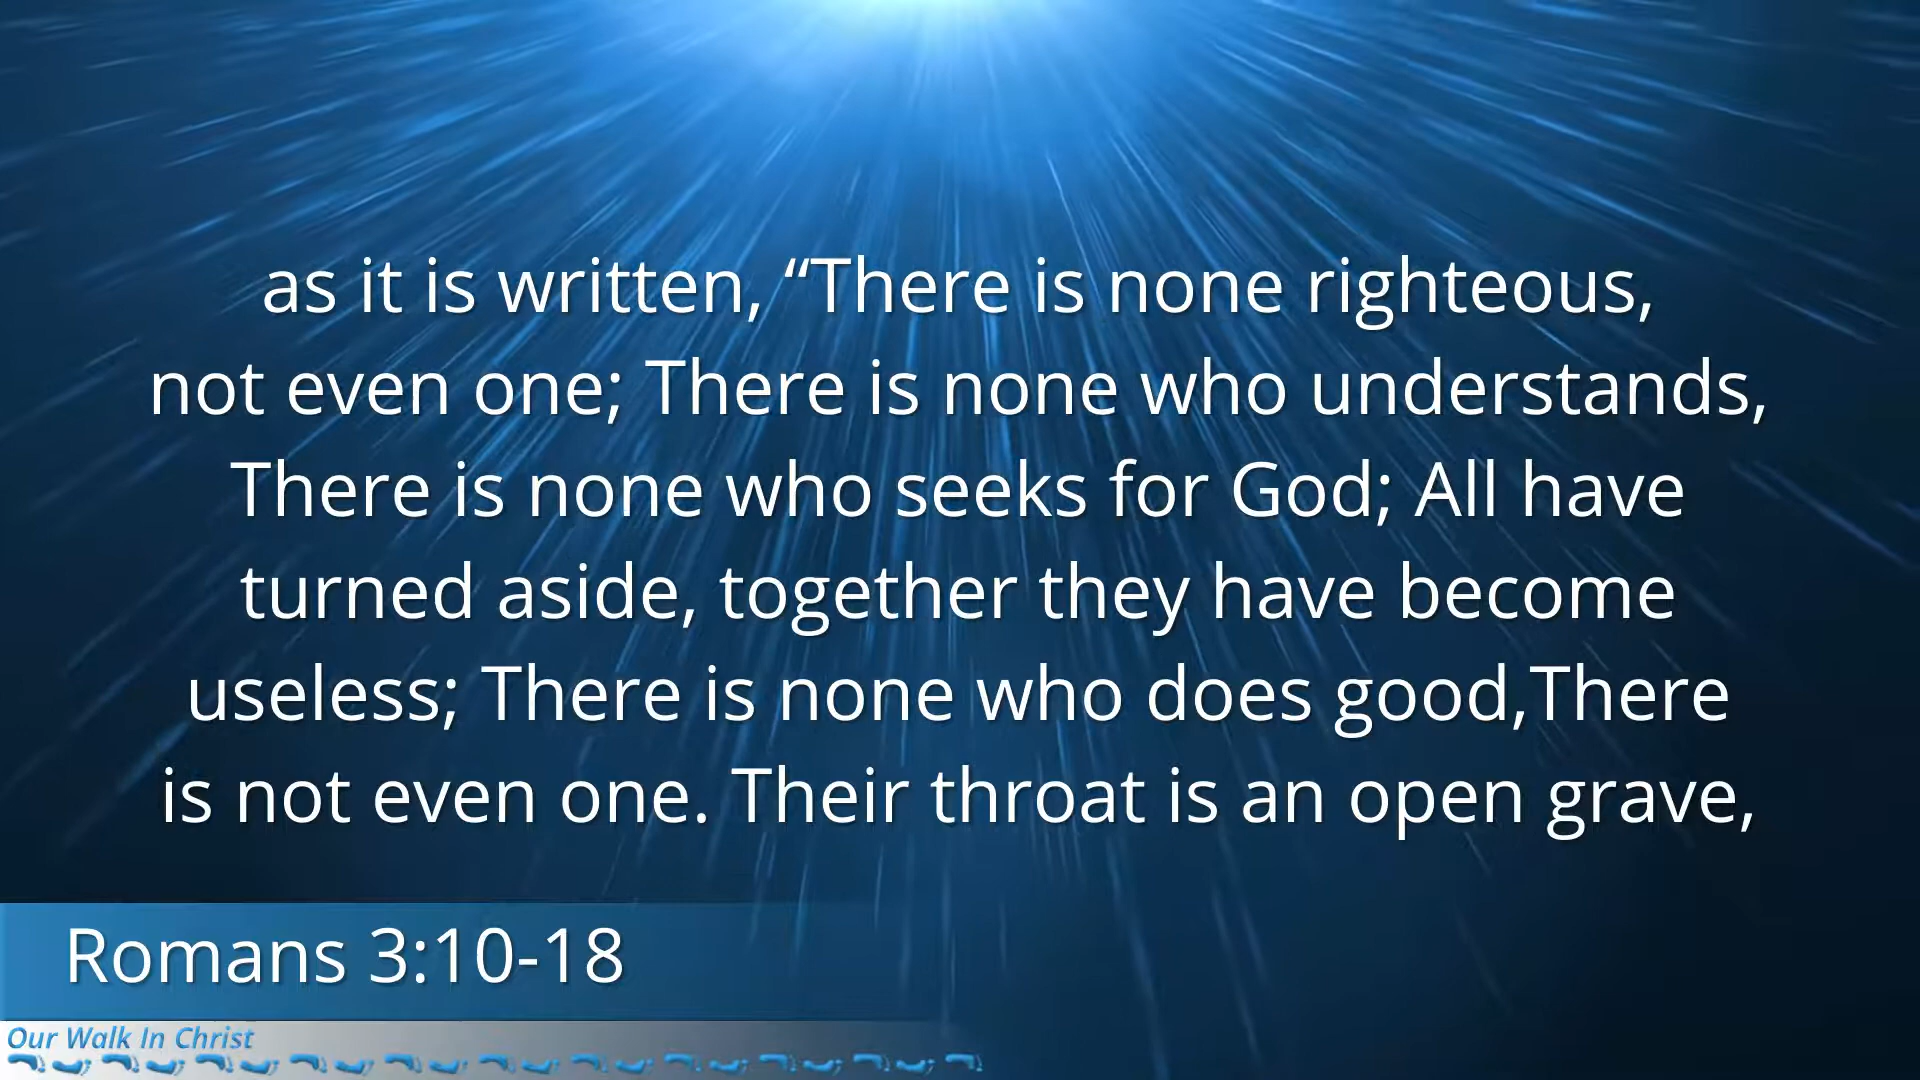 as it is written, “There is none righteous,
not even one; There is none who understands,
There is none who seeks for God; All have
turned aside, together they have become
useless; There is none who does good,There
is not even one. Their throat is an open grave,
Romans 3:10-18
Our Walk In Christ